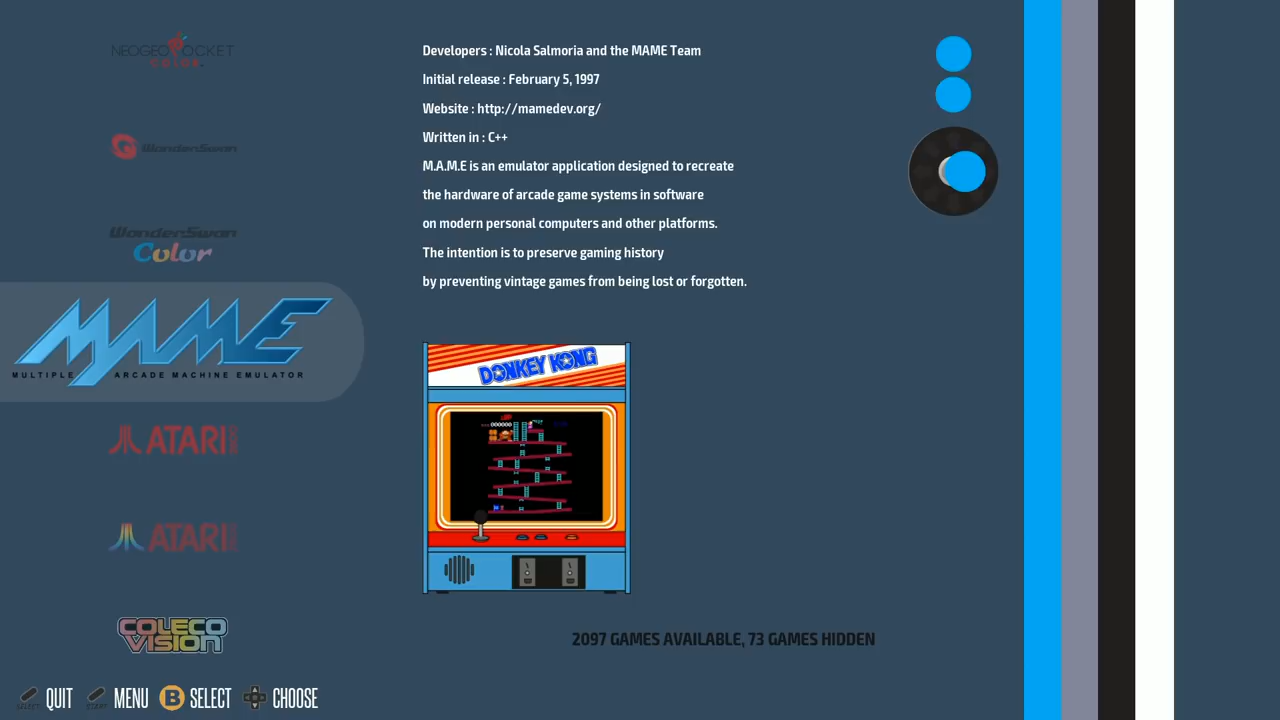 NEOGEO POCKET
COLOR
WonderSwan
WonderSwan
Color
MAME
MULTIPLE ARCADE MACHINE EMULATOR
ATARI
ATARI
COLECO
VISION
Developers : Nicola Salmoria and the MAME Team
Initial release : February 5, 1997
Website : http://mamedev.org/
Written in : C++
M.A.M.E is an emulator application designed to recreate
the hardware of arcade game systems in software
on modern personal computers and other platforms.
The intention is to preserve gaming history
by preventing vintage games from being lost or forgotten.
DONKEY KONG
2097 GAMES AVAILABLE, 73 GAMES HIDDEN
SELECT QUIT START MENU B SELECT CHOOSE